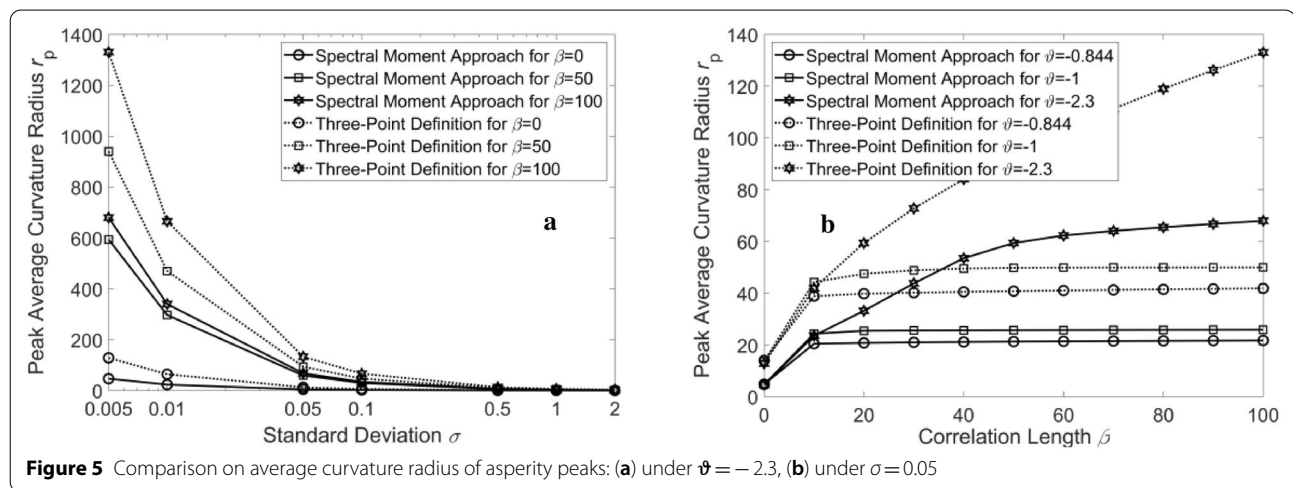 1400
1200
1000
800
600
400
200
0
Peak Average Curvature Radius r_p
Spectral Moment Approach for β=0
Spectral Moment Approach for β=50
Spectral Moment Approach for β=100
Three-Point Definition for β=0
Three-Point Definition for β=50
Three-Point Definition for β=100
a
0.005 0.01 0.05 0.1 0.5 1 2
Standard Deviation σ
140
120
100
80
60
40
20
0
Peak Average Curvature Radius r_p
Spectral Moment Approach for ϑ=-0.844
Spectral Moment Approach for ϑ=-1
Spectral Moment Approach for ϑ=-2.3
Three-Point Definition for ϑ=-0.844
Three-Point Definition for ϑ=-1
Three-Point Definition for ϑ=-2.3
b
0 20 40 60 80 100
Correlation Length β
Figure 5 Comparison on average curvature radius of asperity peaks: (a) under ϑ = − 2.3, (b) under σ = 0.05